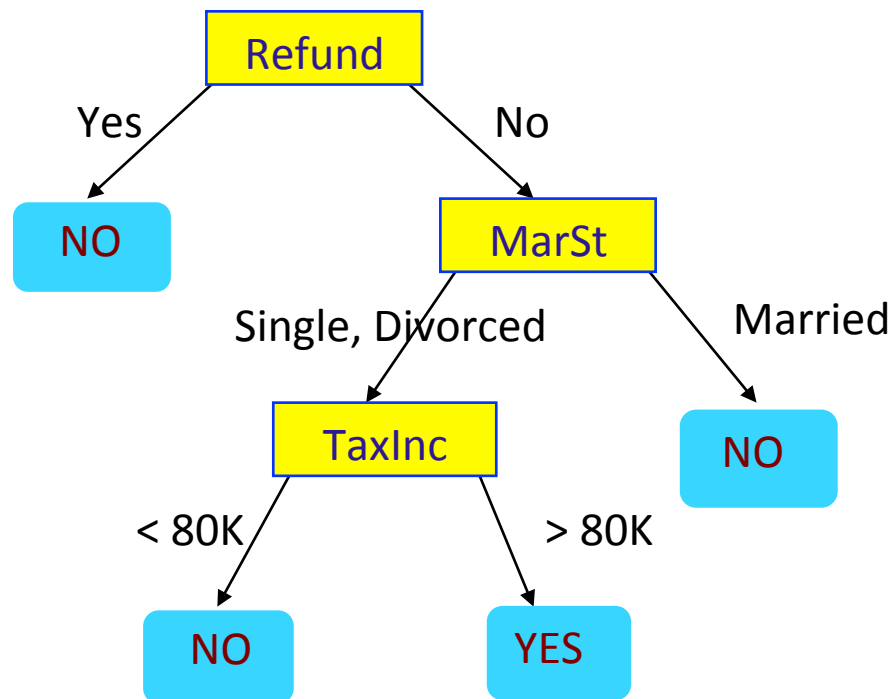 Refund
Yes
No
NO
MarSt
Single, Divorced
Married
TaxInc
NO
< 80K
> 80K
NO
YES